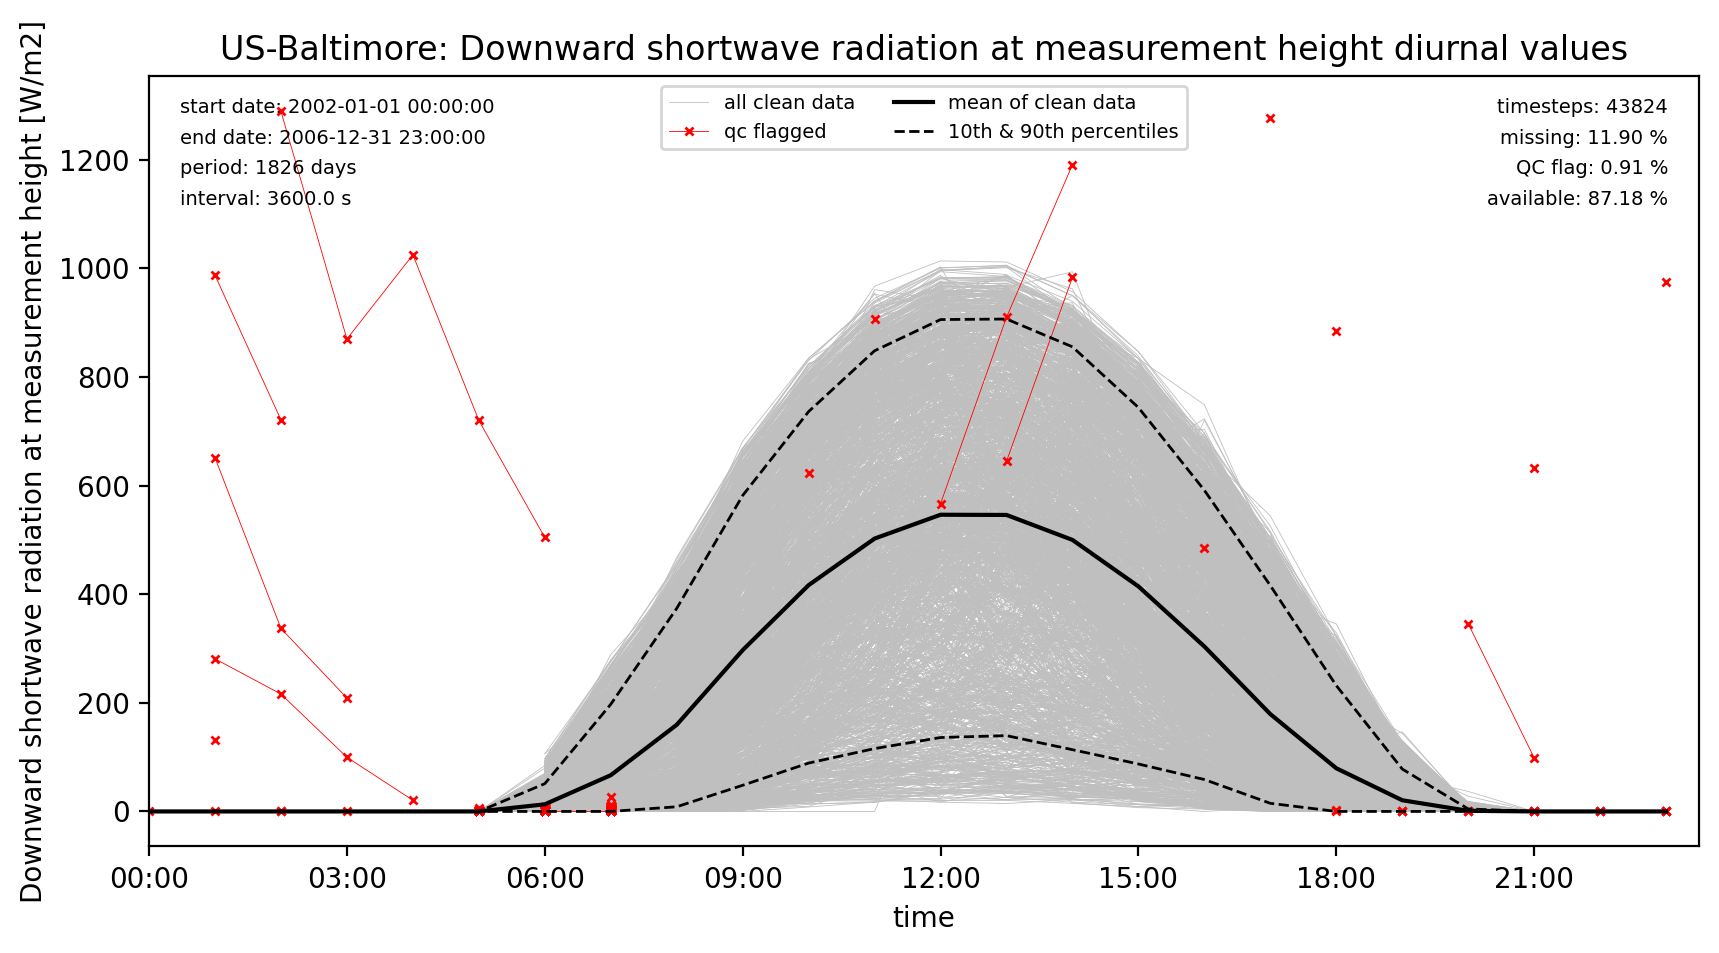 US-Baltimore: Downward shortwave radiation at measurement height diurnal values
Downward shortwave radiation at measurement height [W/m2]
start date: 2002-01-01 00:00:00
end date: 2006-12-31 23:00:00
period: 1826 days
interval: 3600.0 s
all clean data
qc flagged
mean of clean data
10th & 90th percentiles
timesteps: 43824
missing: 11.90 %
QC flag: 0.91 %
available: 87.18 %
1200
1000
800
600
400
200
0
00:00 03:00 06:00 09:00 12:00 15:00 18:00 21:00
time